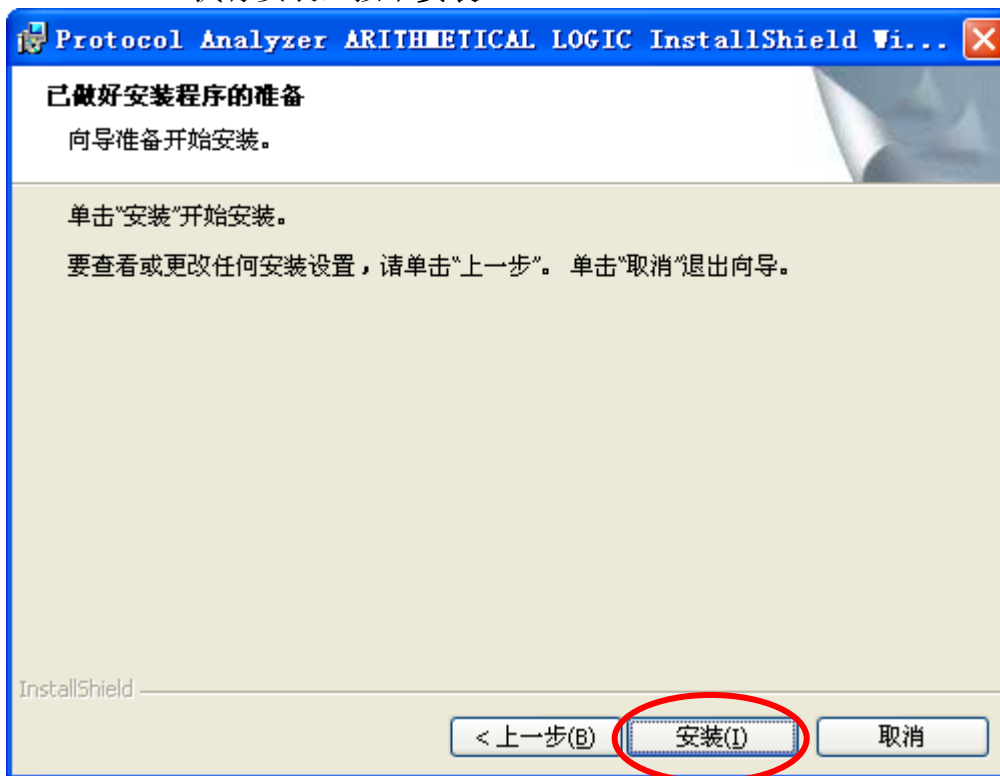 Protocol Analyzer ARITHMETICAL LOGIC InstallShield Wi...
已做好安装程序的准备
向导准备开始安装。
单击"安装"开始安装。
要查看或更改任何安装设置，请单击"上一步"。 单击"取消"退出向导。
InstallShield
< 上一步(B)
安装(I)
取消